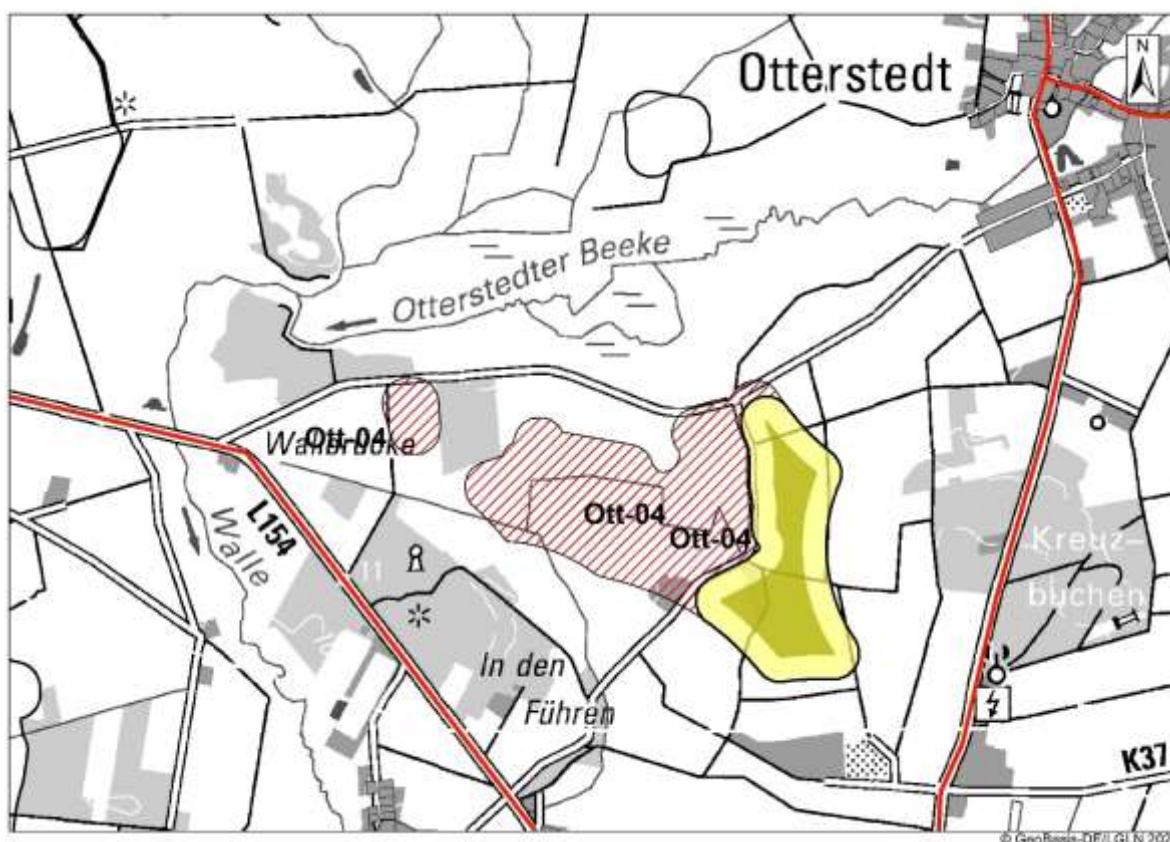 Otterstedt
N
Otterstedter Beeke
Ott-04
Wallbrücke
L154
Walle
11
Ott-04
Ott-04
Kreuz-
buchen
In den
Führen
K37
© GeoBasis-DE/LGLN 202